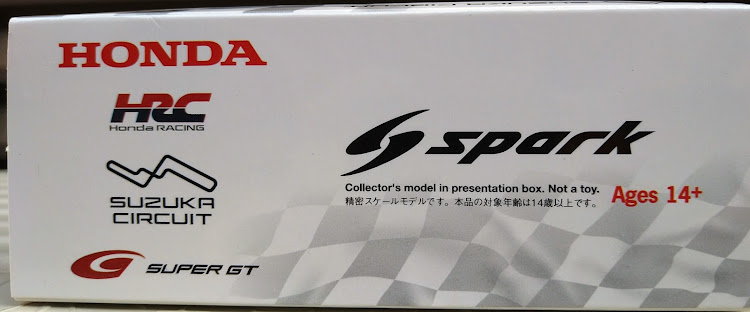 HONDA
HRC
Honda RACING
SUZUKA
CIRCUIT
SUPER GT
spark
Collector's model in presentation box. Not a toy.
精密スケールモデルです。本品の対象年齢は14歳以上です。
Ages 14+